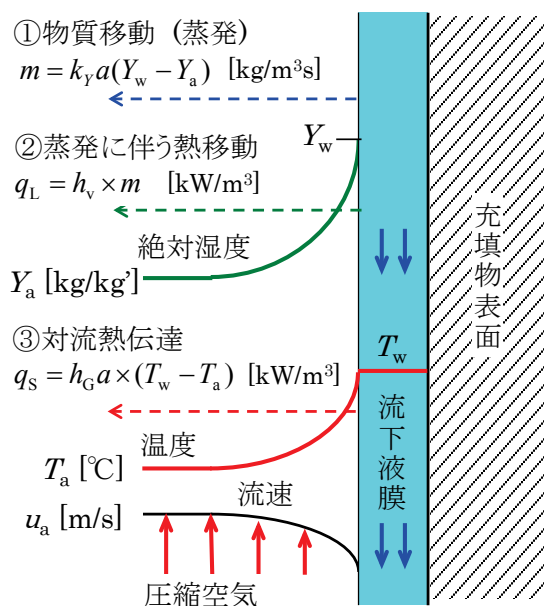 ①物質移動 (蒸発)
m = k_Y a(Y_w − Y_a) [kg/m³s]
Y_w
②蒸発に伴う熱移動
q_L = h_v × m [kW/m³]
絶対湿度
Y_a [kg/kg']
充填物表面
③対流熱伝達
T_w
q_S = h_G a × (T_w − T_a) [kW/m³]
流下液膜
温度
T_a [℃]
流速
u_a [m/s]
圧縮空気